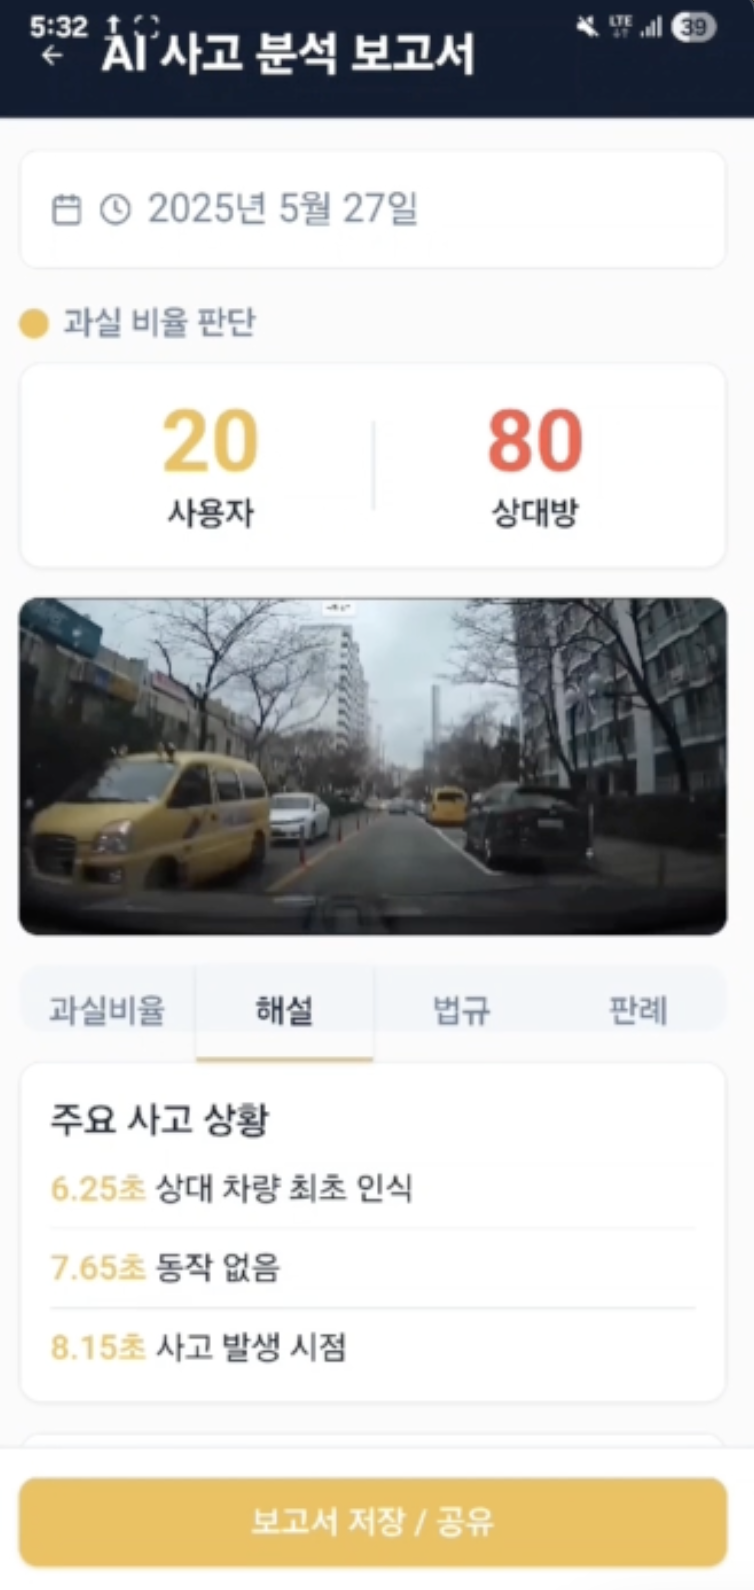 5:32
LTE
39
AI 사고 분석 보고서
2025년 5월 27일
과실 비율 판단
20
80
사용자
상대방
과실비율
해설
법규
판례
주요 사고 상황
6.25초 상대 차량 최초 인식
7.65초 동작 없음
8.15초 사고 발생 시점
보고서 저장 / 공유